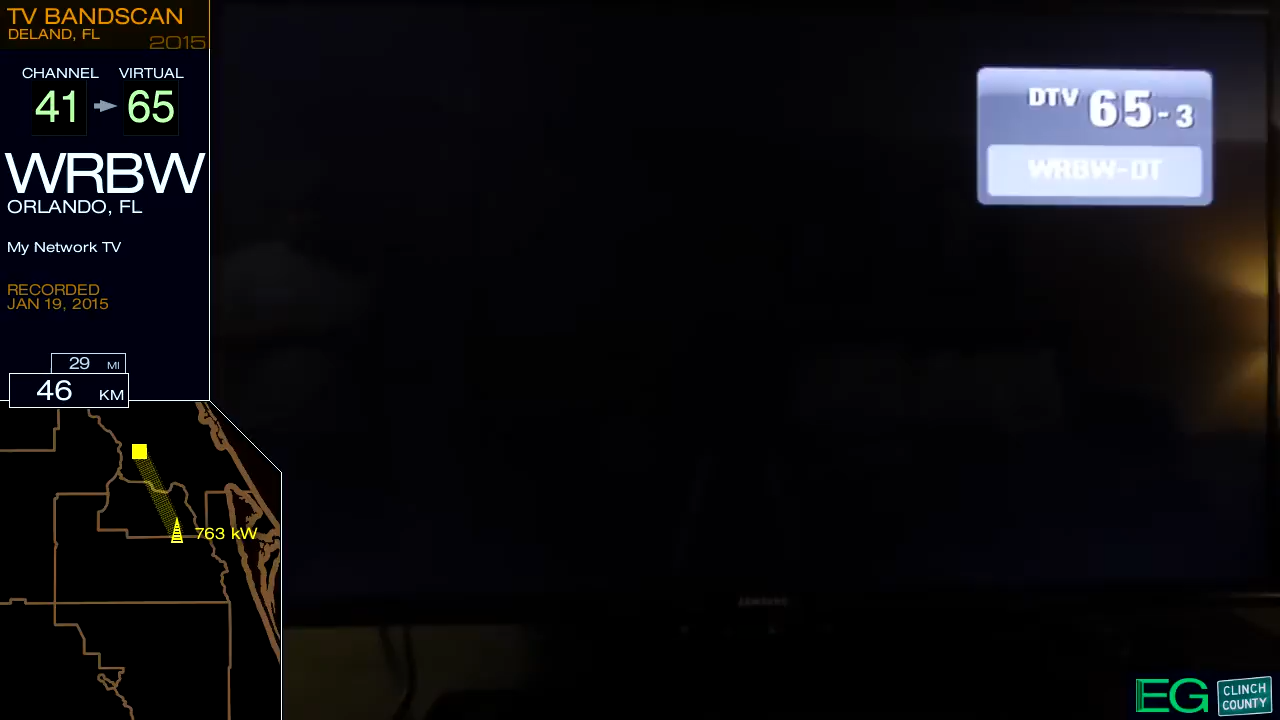 TV BANDSCAN
DELAND, FL
2015
CHANNEL VIRTUAL
41 65
WRBW
ORLANDO, FL
My Network TV
RECORDED
JAN 19, 2015
29 MI
46 KM
763 kW
DTV 65-3
WRBW-DT
SAMSUNG
EG
CLINCH
COUNTY